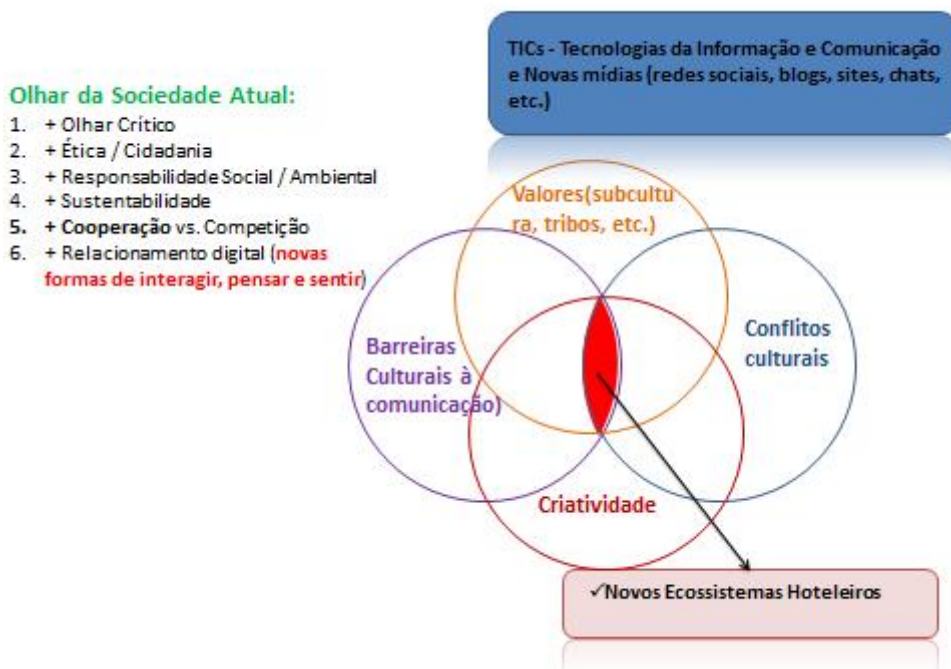 TICs - Tecnologias da Informação e Comunicação
e Novas mídias (redes sociais, blogs, sites, chats,
etc.)
Olhar da Sociedade Atual:
1. + Olhar Crítico
2. + Ética / Cidadania
3. + Responsabilidade Social / Ambiental
4. + Sustentabilidade
5. + Cooperação vs. Competição
6. + Relacionamento digital (novas
formas de interagir, pensar e sentir)
Valores(subcultu
ra, tribos, etc.)
Barreiras
Culturais à
comunicação)
Conflitos
culturais
Criatividade
✓Novos Ecossistemas Hoteleiros